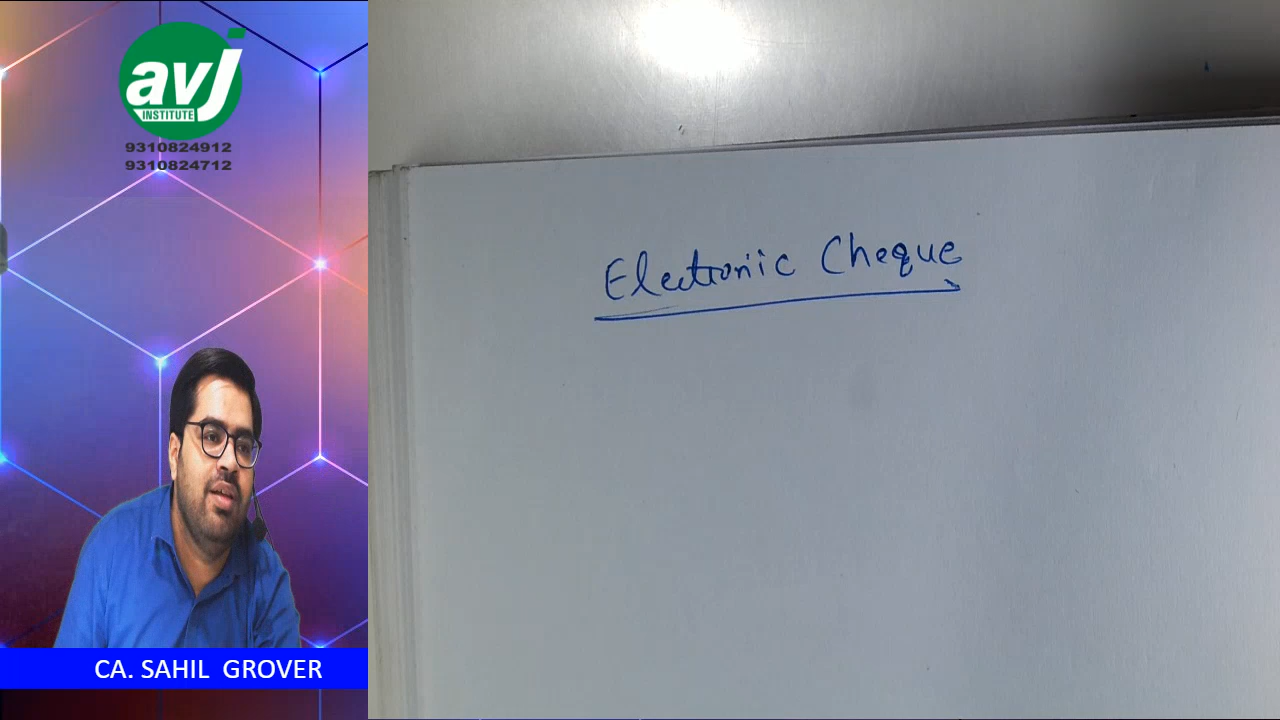 avj
INSTITUTE
9310824912
9310824712
Electronic Cheque
CA. SAHIL GROVER